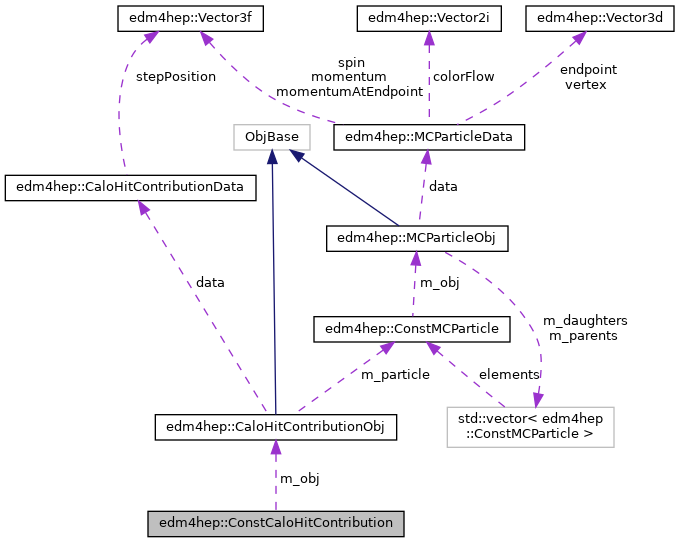 edm4hep::Vector3f
edm4hep::Vector2i
edm4hep::Vector3d
stepPosition
spin
momentum
momentumAtEndpoint
colorFlow
endpoint
vertex
ObjBase
edm4hep::MCParticleData
edm4hep::CaloHitContributionData
data
edm4hep::MCParticleObj
data
m_obj
edm4hep::ConstMCParticle
m_daughters
m_parents
m_particle
elements
edm4hep::CaloHitContributionObj
std::vector< edm4hep
::ConstMCParticle >
m_obj
edm4hep::ConstCaloHitContribution